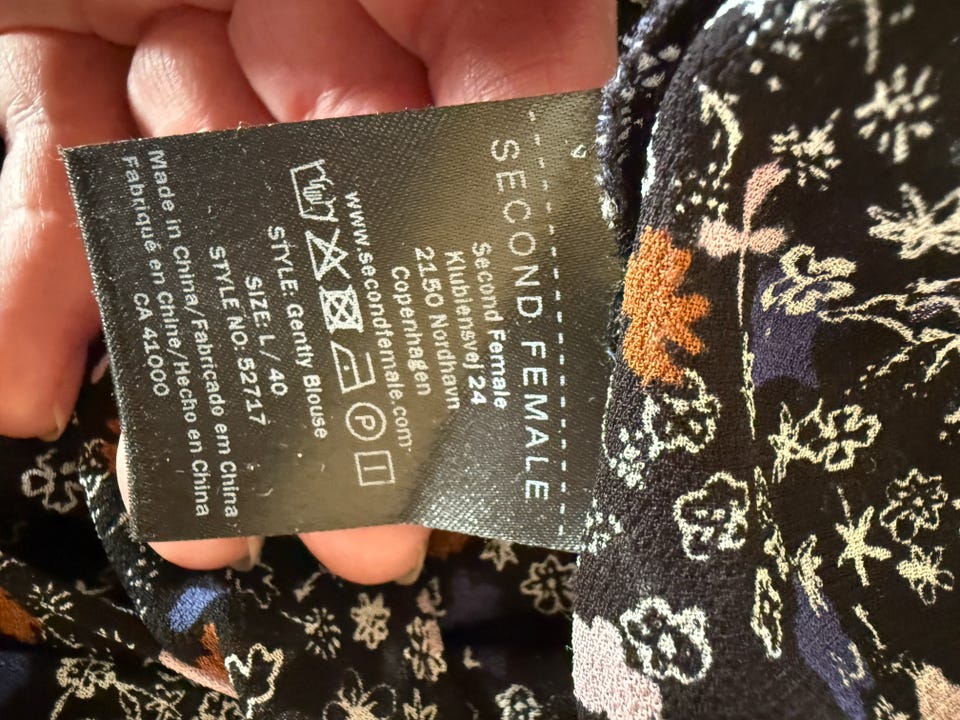 SECOND FEMALE
Second Female
Klubiensvej 24
2150 Nordhavn
Copenhagen
www.secondfemale.com
P
STYLE: Gently Blouse
SIZE: L / 40
STYLE NO: 52717
Made in China/Fabricado em China
Fabriqué en Chine/Hecho en China
CA 41000